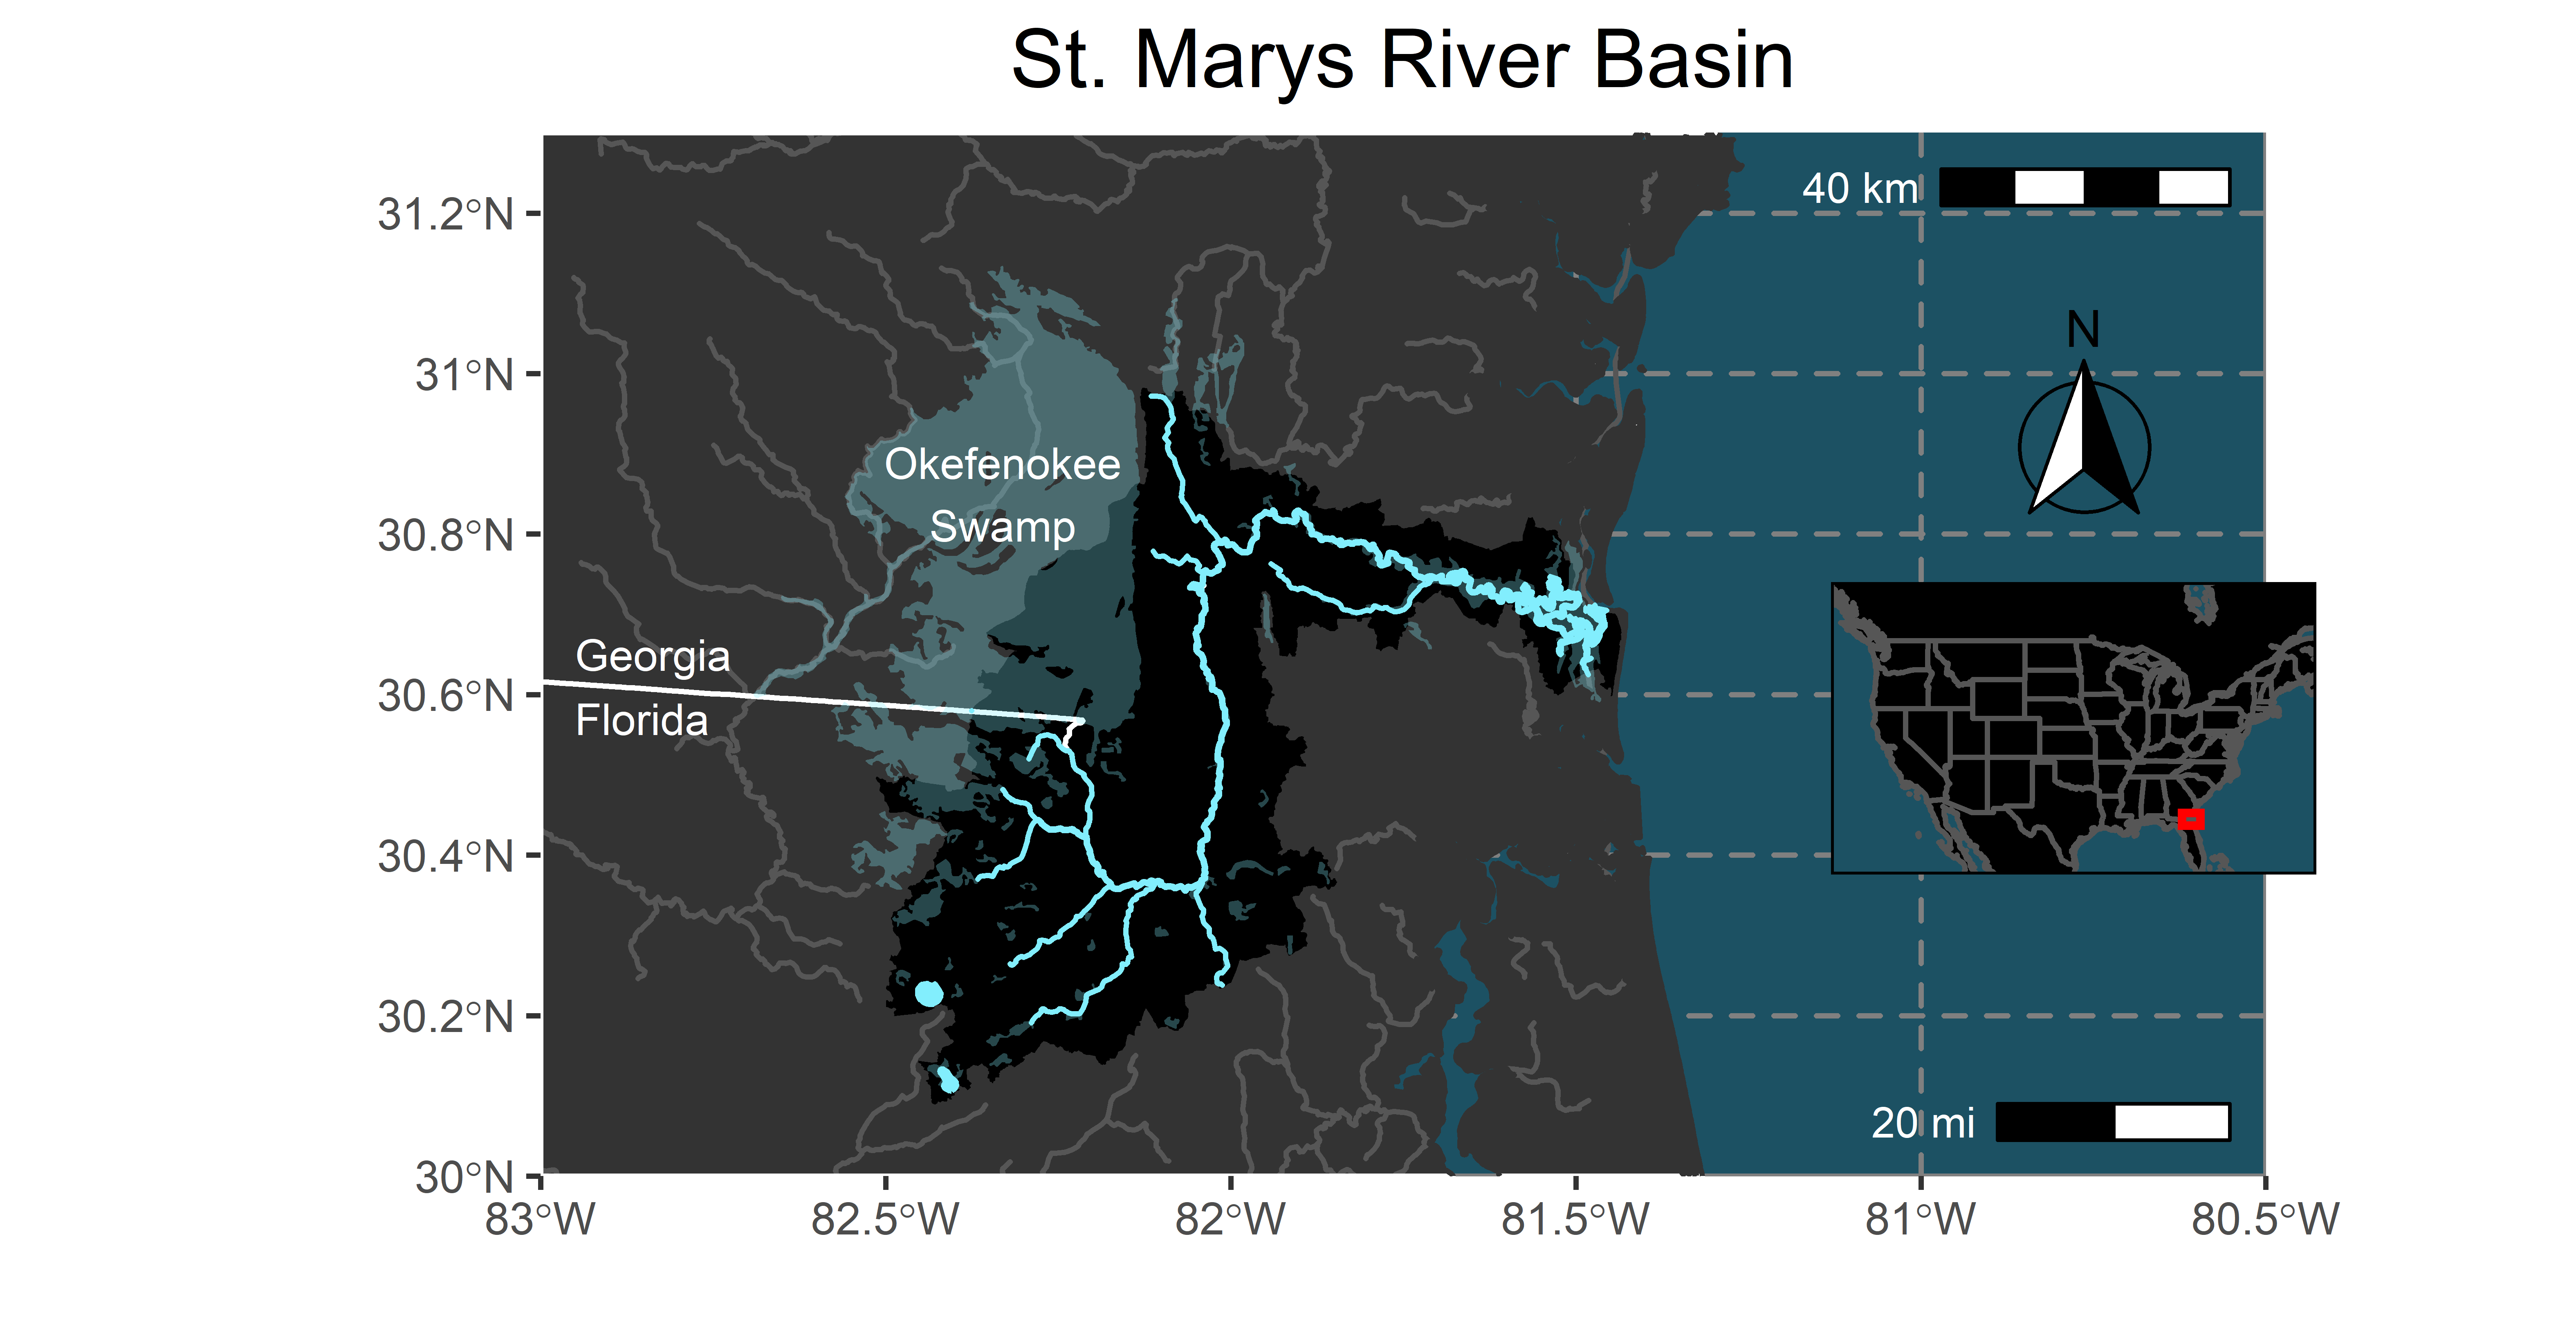 St. Marys River Basin
31.2°N
40 km
N
31°N
Okefenokee
Swamp
30.8°N
Georgia
30.6°N
Florida
30.4°N
30.2°N
20 mi
30°N
83°W
82.5°W
82°W
81.5°W
81°W
80.5°W